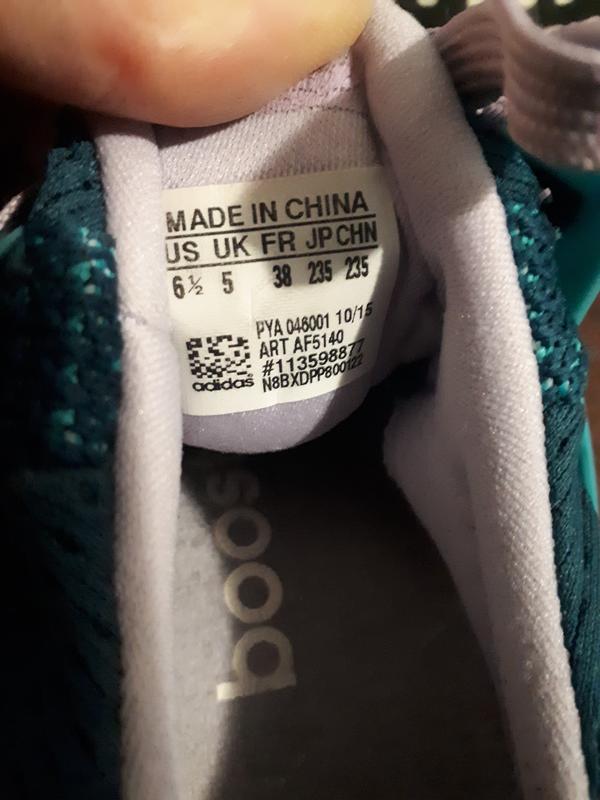 MADE IN CHINA
US UK FR JP CHN
6½ 5 38 235 235
PYA 046001 10/15
ART AF5140
#113598877
N8BXDPP800122
adidas
boos